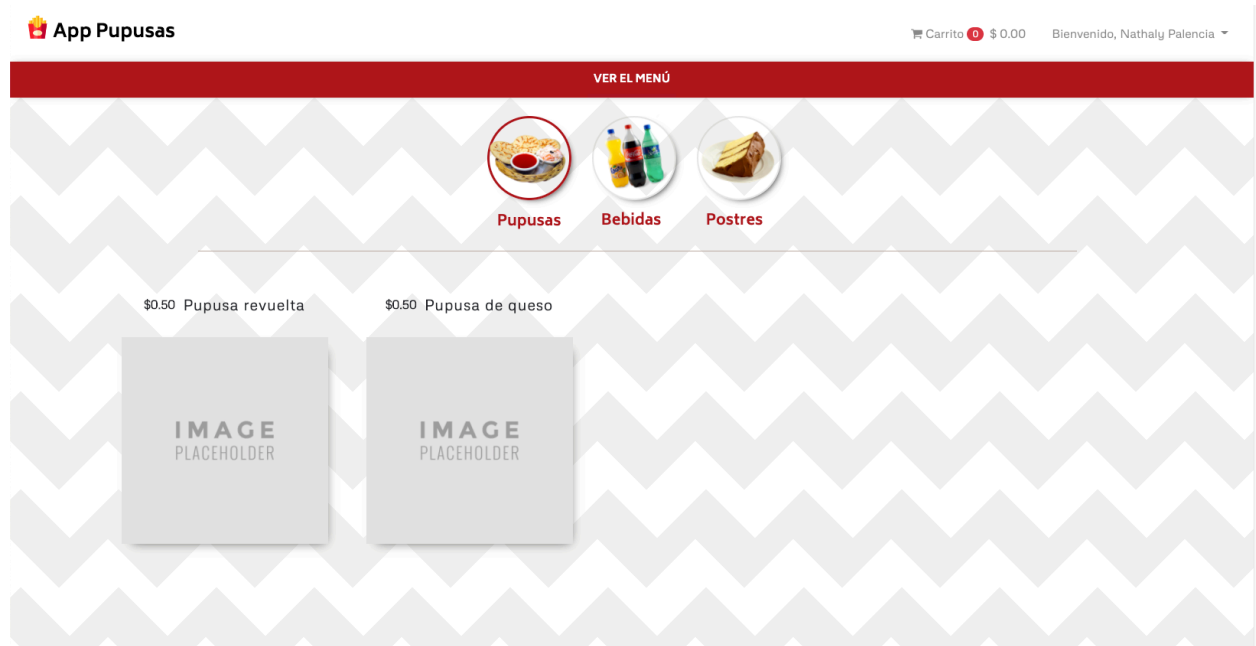 App Pupusas
Carrito 0 $ 0.00 Bienvenido, Nathaly Palencia
VER EL MENÚ
Pupusas Bebidas Postres
$0.50 Pupusa revuelta $0.50 Pupusa de queso
IMAGE IMAGE
PLACEHOLDER PLACEHOLDER